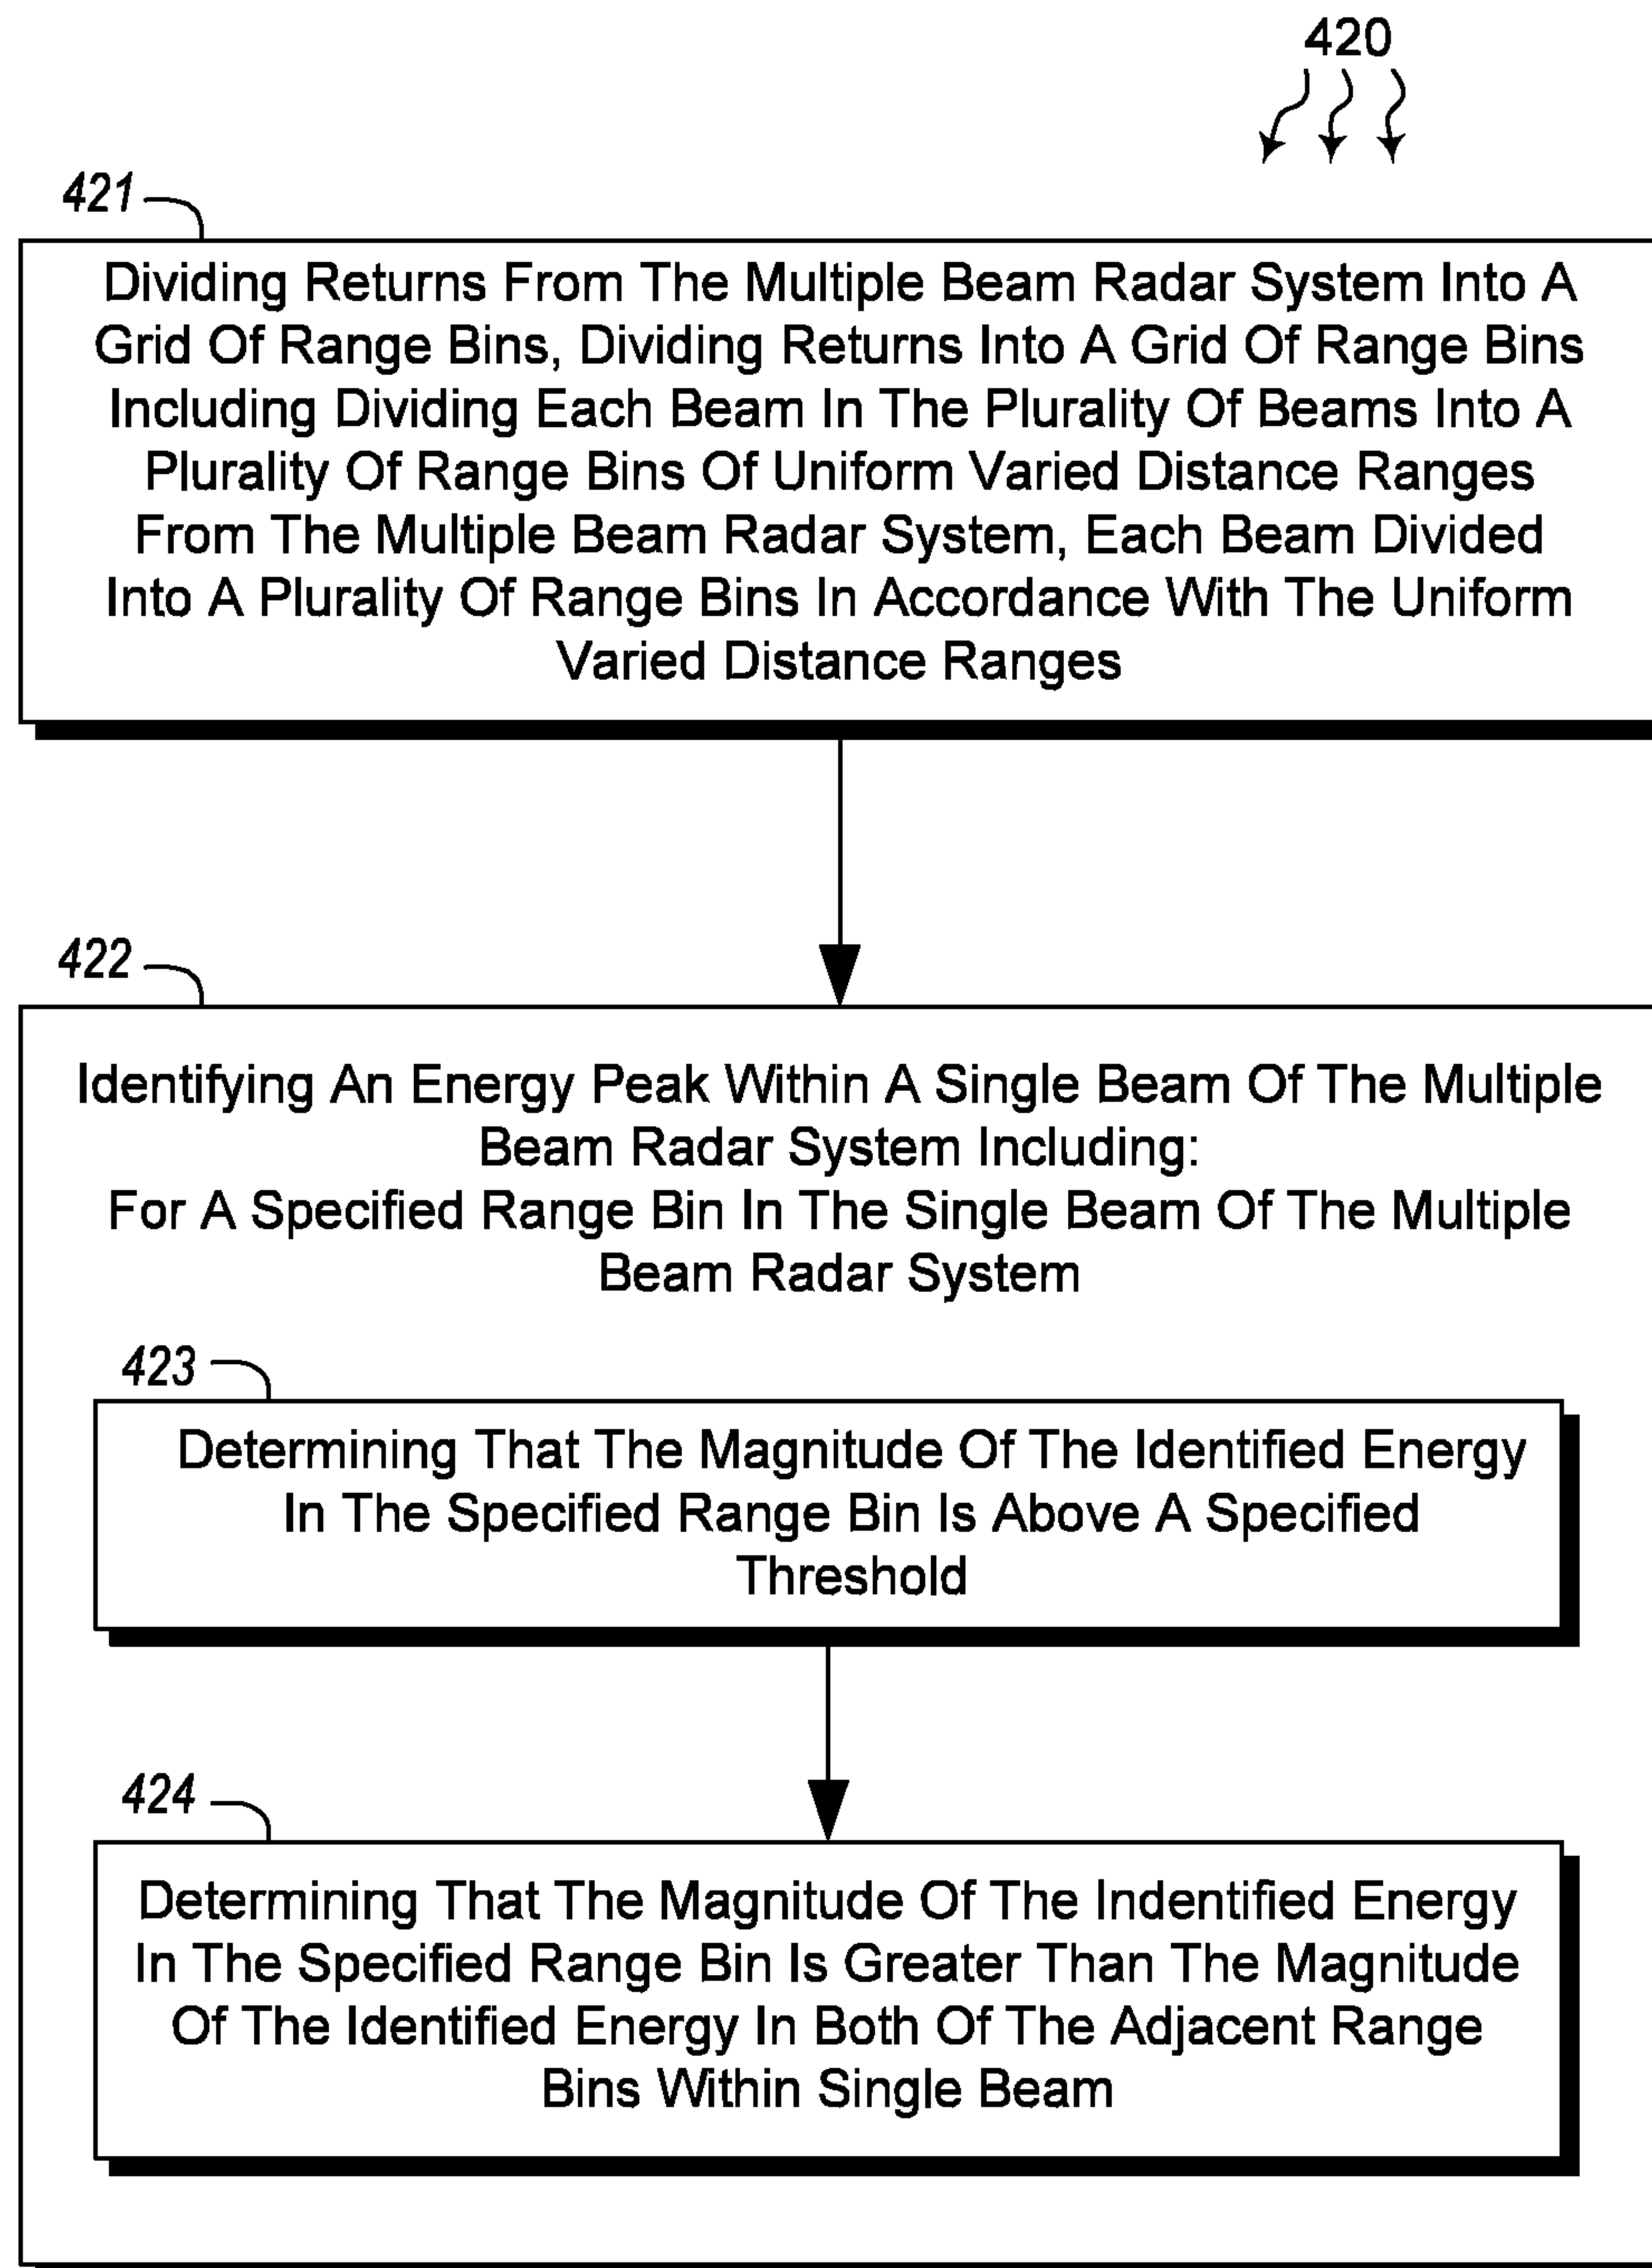 420
421
Dividing Returns From The Multiple Beam Radar System Into A
Grid Of Range Bins, Dividing Returns Into A Grid Of Range Bins
Including Dividing Each Beam In The Plurality Of Beams Into A
Plurality Of Range Bins Of Uniform Varied Distance Ranges
From The Multiple Beam Radar System, Each Beam Divided
Into A Plurality Of Range Bins In Accordance With The Uniform
Varied Distance Ranges
422
Identifying An Energy Peak Within A Single Beam Of The Multiple
Beam Radar System Including:
For A Specified Range Bin In The Single Beam Of The Multiple
Beam Radar System
423
Determining That The Magnitude Of The Identified Energy
In The Specified Range Bin Is Above A Specified
Threshold
424
Determining That The Magnitude Of The Indentified Energy
In The Specified Range Bin Is Greater Than The Magnitude
Of The Identified Energy In Both Of The Adjacent Range
Bins Within Single Beam